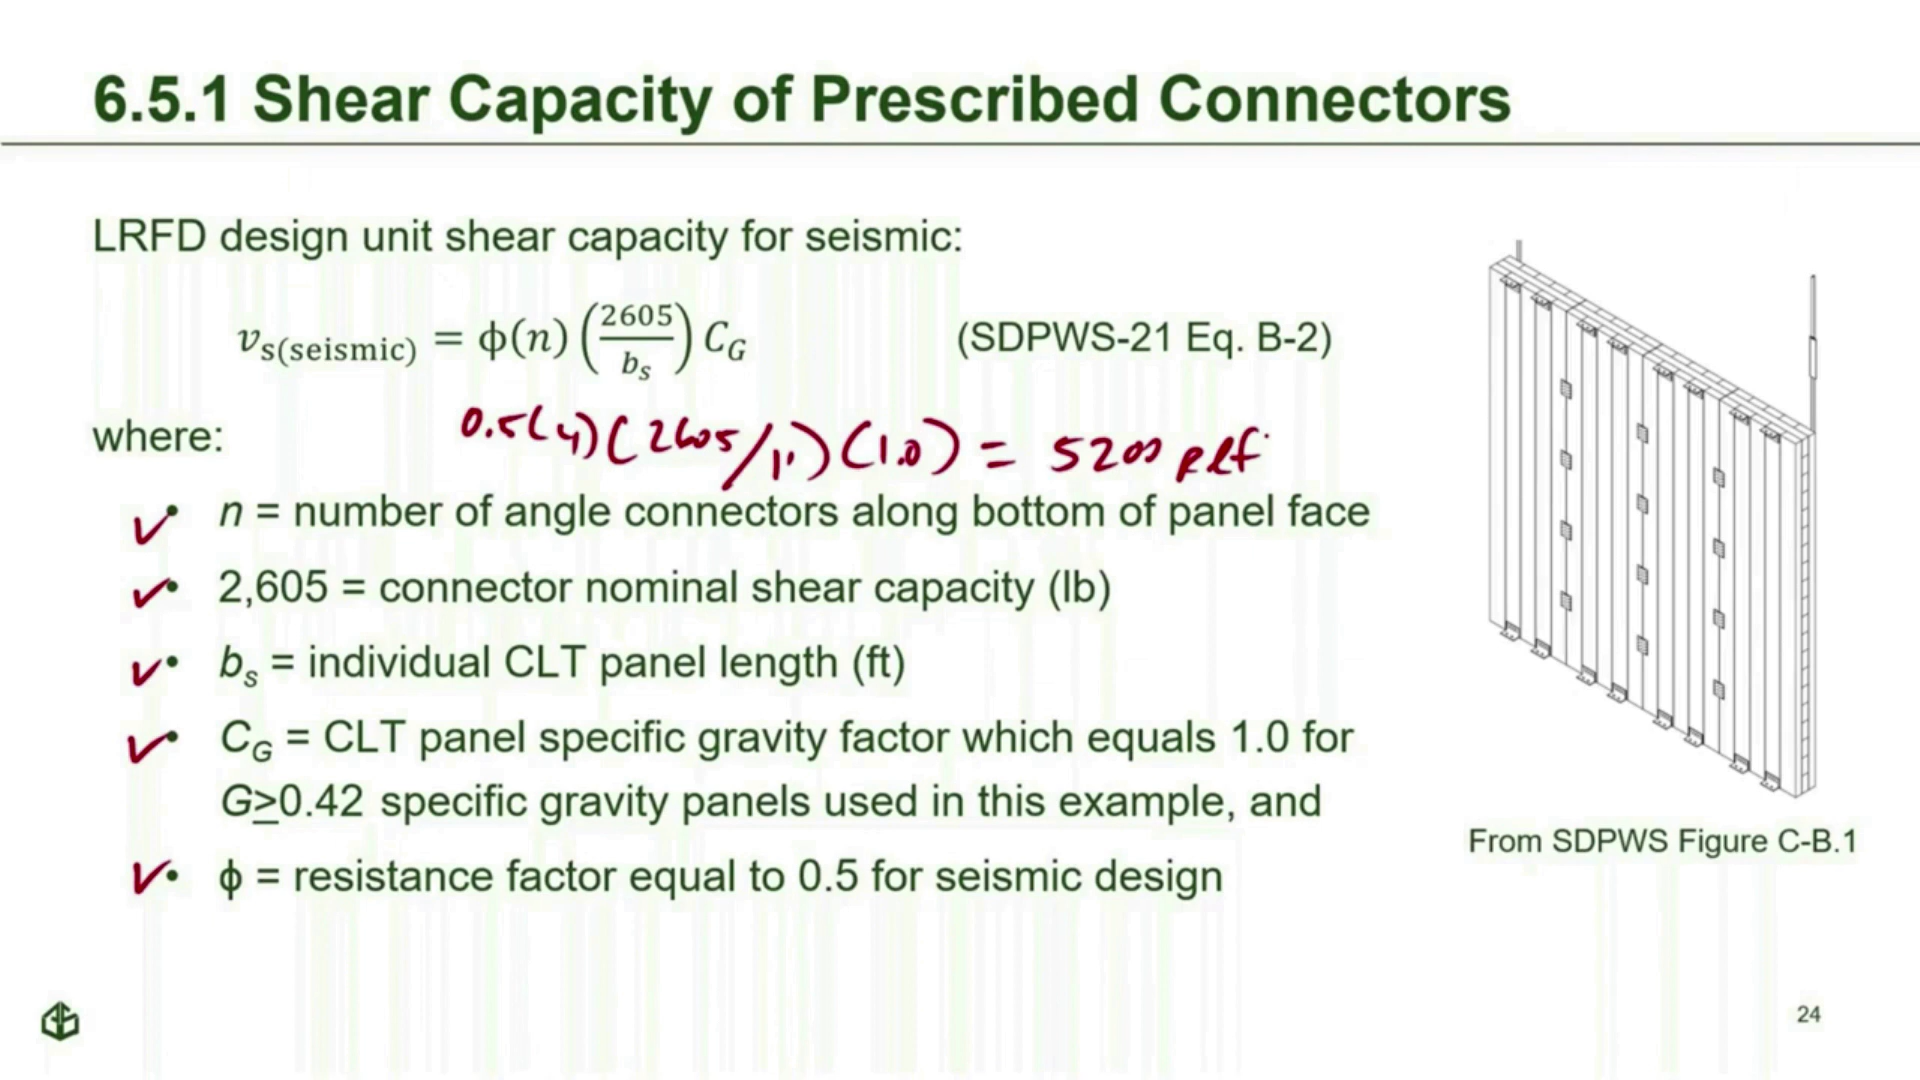 6.5.1 Shear Capacity of Prescribed Connectors
LRFD design unit shear capacity for seismic:
v_s(seismic) = ϕ(n) (2605/b_s) C_G (SDPWS-21 Eq. B-2)
0.5(4)(2605/1')(1.0) = 5200 plf
where:
• n = number of angle connectors along bottom of panel face
• 2,605 = connector nominal shear capacity (lb)
• b_s = individual CLT panel length (ft)
• C_G = CLT panel specific gravity factor which equals 1.0 for
G≥0.42 specific gravity panels used in this example, and
• ϕ = resistance factor equal to 0.5 for seismic design
From SDPWS Figure C-B.1
24